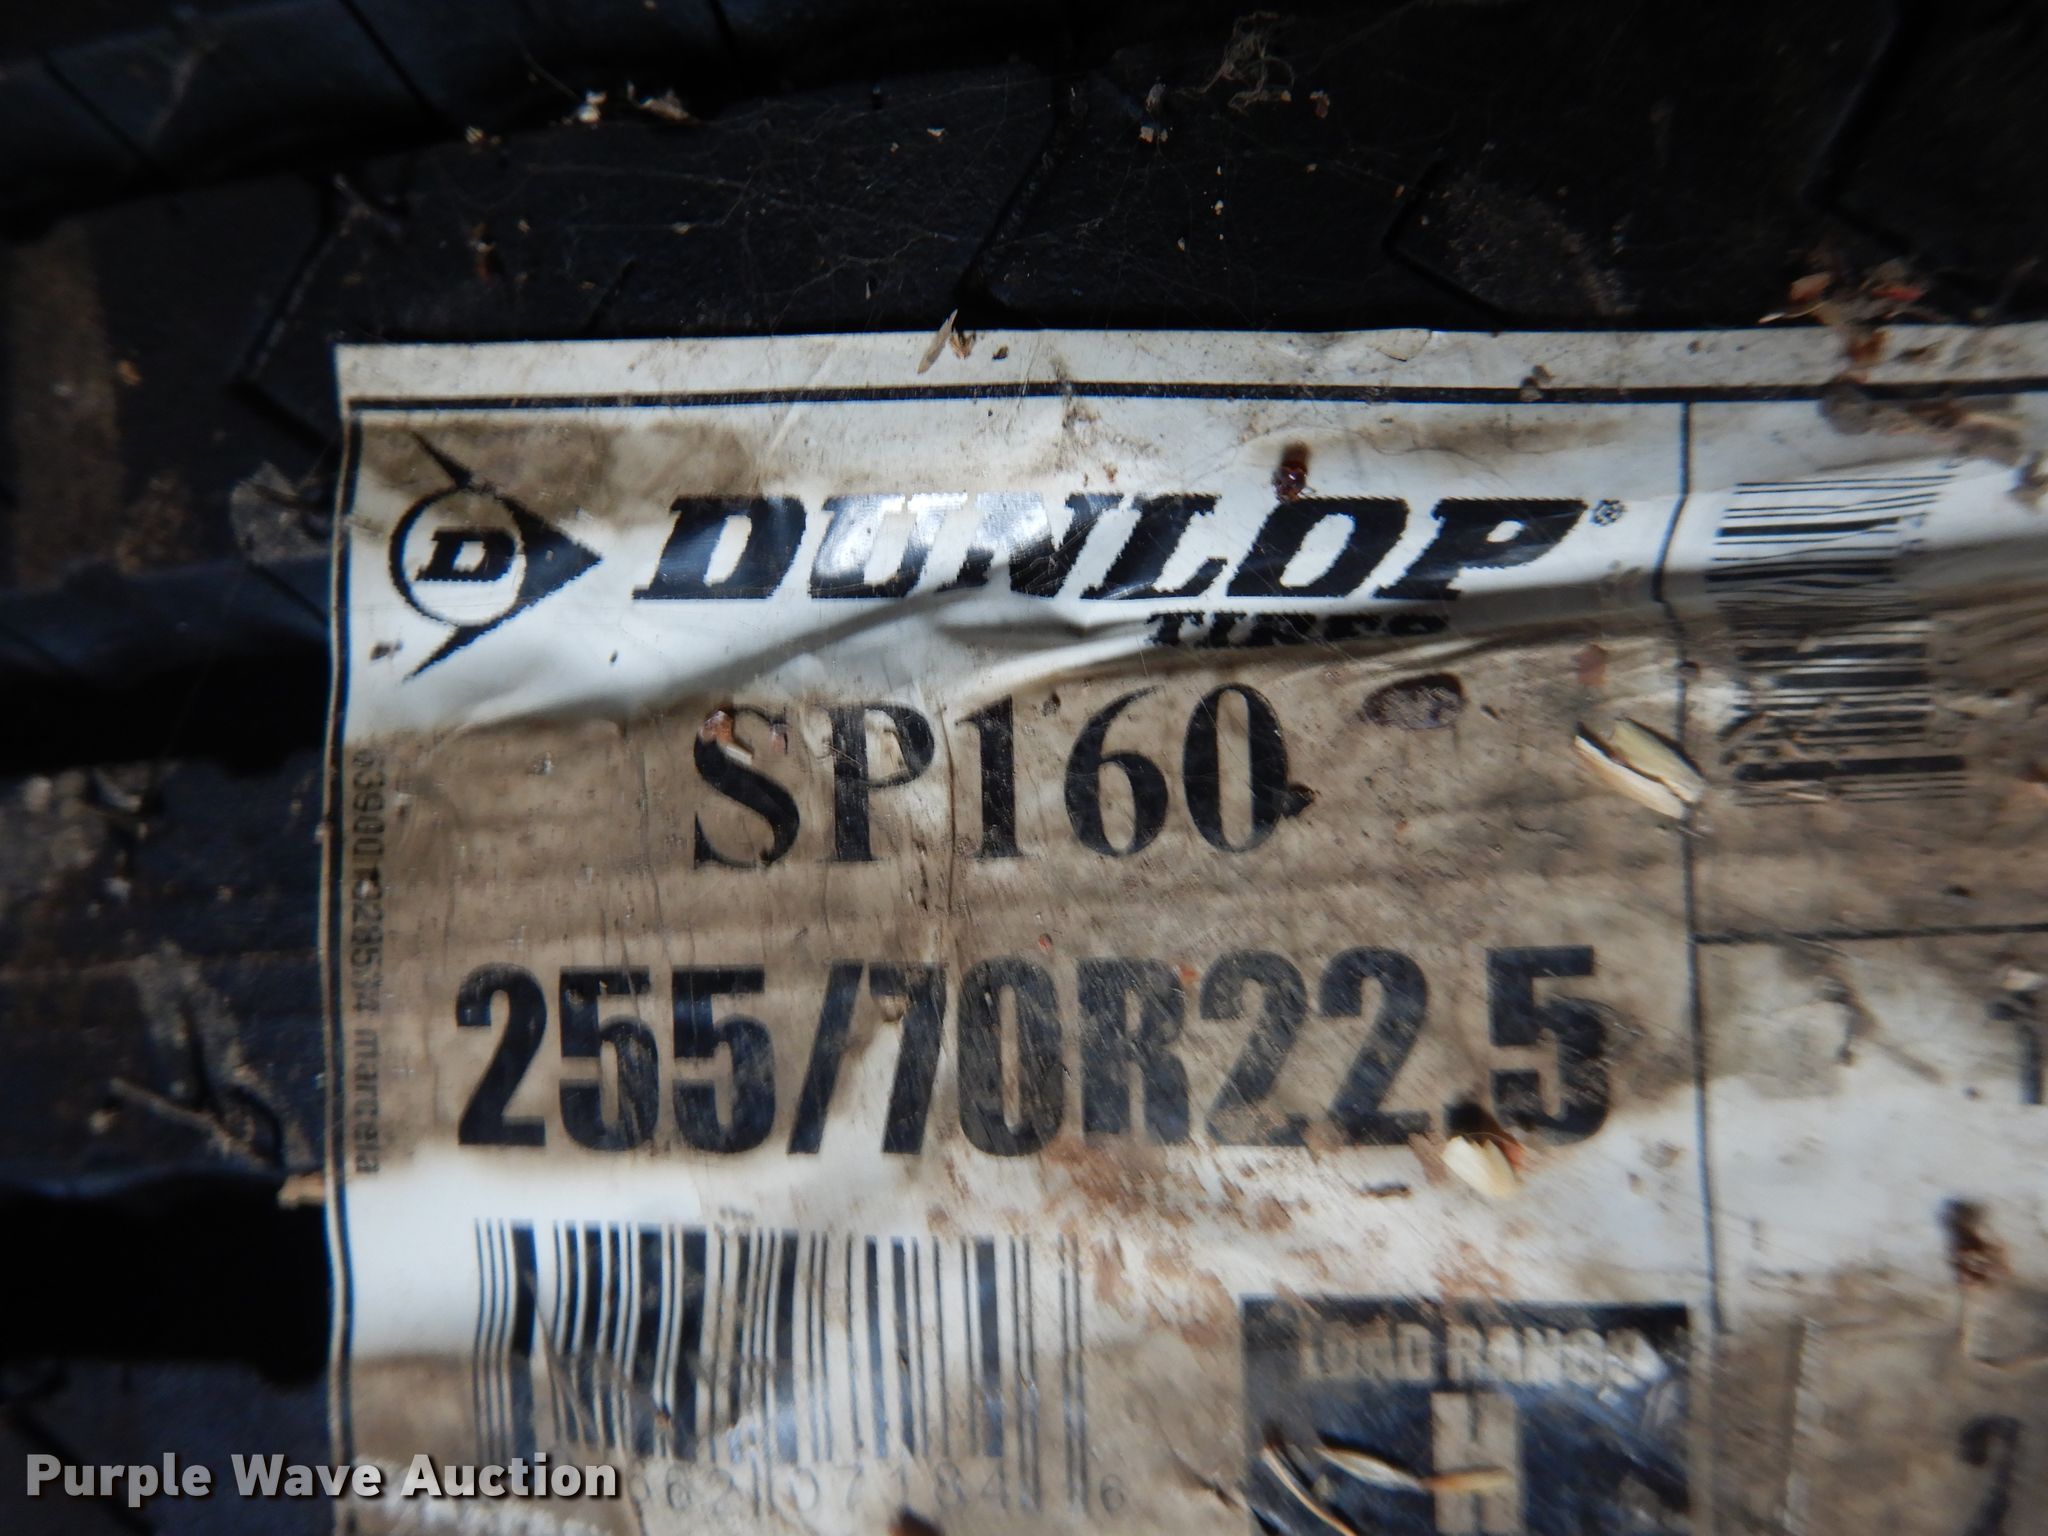 D DUNLOP®
TIRES
SP160
255/70R22.5
LOAD RANGE
H
Purple Wave Auction